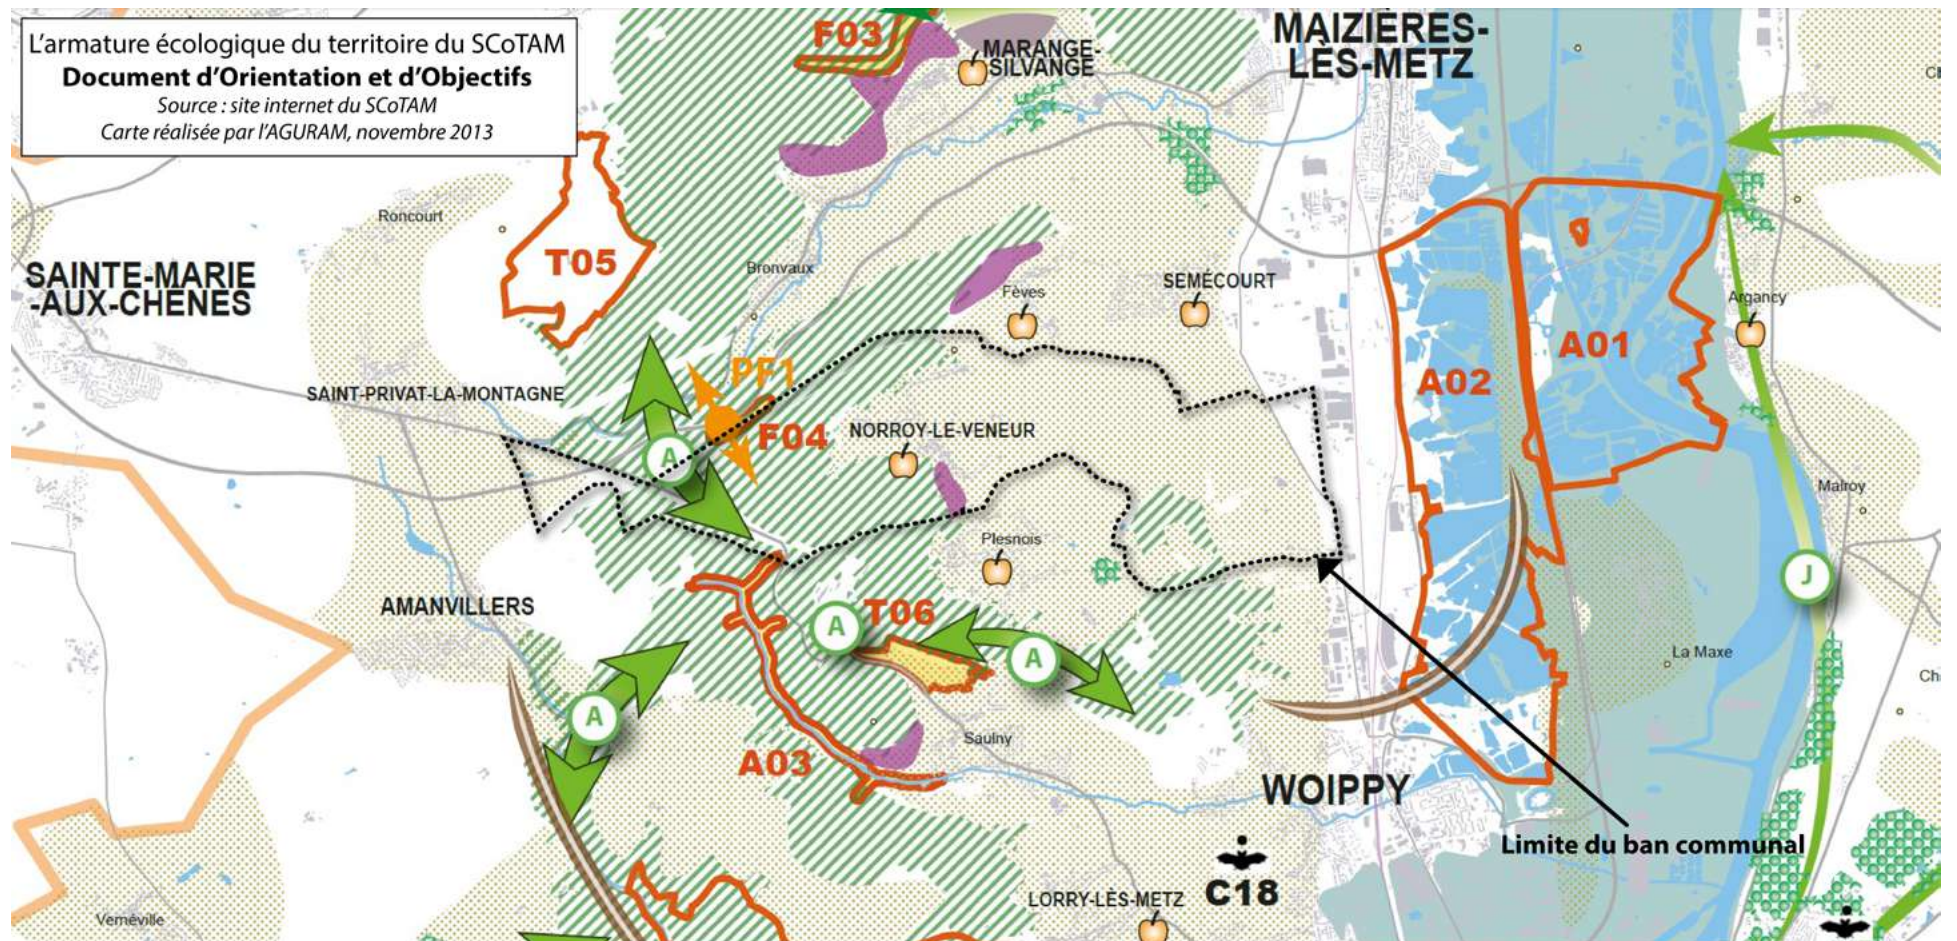 L'armature écologique du territoire du SCoTAM
Document d'Orientation et d'Objectifs
Source : site internet du SCoTAM
Carte réalisée par l'AGURAM, novembre 2013
F03
MARANGE-
SILVANGE
MAIZIÈRES-
LÈS-METZ
Roncourt
T05
SAINTE-MARIE
-AUX-CHÊNES
Bronvaux
Fèves
SEMÉCOURT
Argancy
A01
A02
PF1
SAINT-PRIVAT-LA-MONTAGNE
F04
NORROY-LE-VENEUR
A
Malroy
Plesnois
J
AMANVILLERS
T06
A
A
La Maxe
A
Saulny
A03
WOIPPY
Limite du ban communal
C18
LORRY-LÈS-METZ
Vernéville